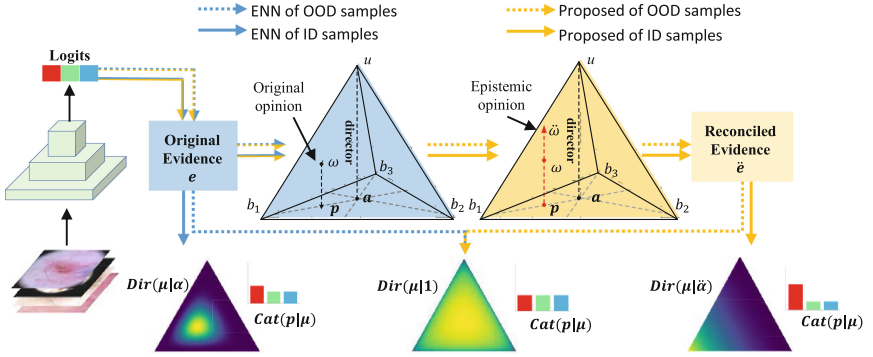 ENN of OOD samples
Proposed of OOD samples
ENN of ID samples
Proposed of ID samples
Logits
Original
Evidence
e
Original
opinion
u
director
ω
b₃
b₁
p
a
b₂
Epistemic
opinion
u
director
ω̈
ω
b₃
b₁
p
a
b₂
Reconciled
Evidence
ë
Dir(μ|α)
Cat(p|μ)
Dir(μ|1)
Cat(p|μ)
Dir(μ|α̈)
Cat(p|μ)